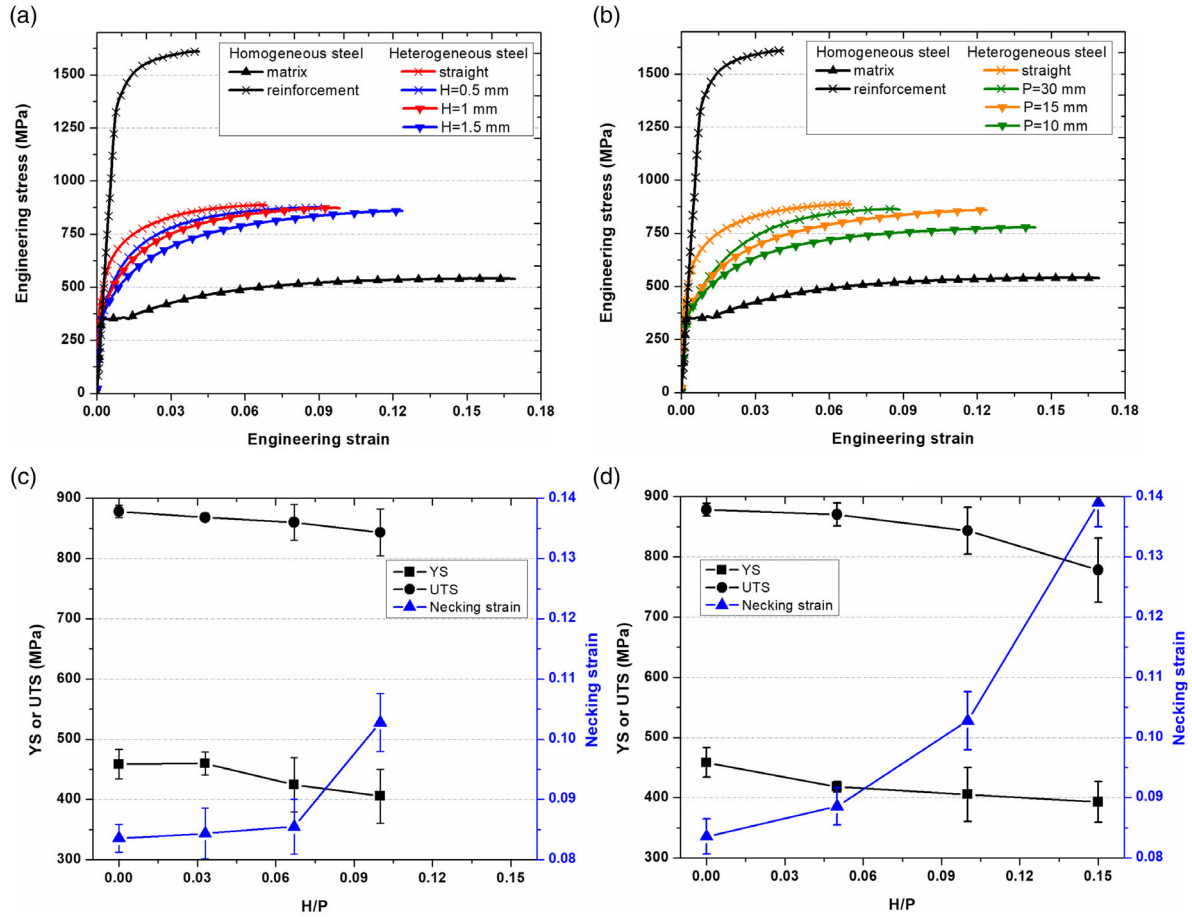 (a)
Engineering stress (MPa)
1500
1250
1000
750
500
250
0
Homogeneous steel
matrix
reinforcement
Heterogeneous steel
straight
H=0.5 mm
H=1 mm
H=1.5 mm
0.00 0.03 0.06 0.09 0.12 0.15 0.18
Engineering strain
(b)
Engineering stress (MPa)
1500
1250
1000
750
500
250
0
Homogeneous steel
matrix
reinforcement
Heterogeneous steel
straight
P=30 mm
P=15 mm
P=10 mm
0.00 0.03 0.06 0.09 0.12 0.15 0.18
Engineering strain
(c)
YS or UTS (MPa)
900
800
500
400
300
YS
UTS
Necking strain
0.14
0.13
0.12
0.11
0.10
0.09
0.08
Necking strain
0.00 0.03 0.06 0.09 0.12 0.15
H/P
(d)
YS or UTS (MPa)
900
800
700
600
500
400
300
YS
UTS
Necking strain
0.14
0.13
0.12
0.11
0.10
0.09
0.08
Necking strain
0.00 0.03 0.06 0.09 0.12 0.15
H/P